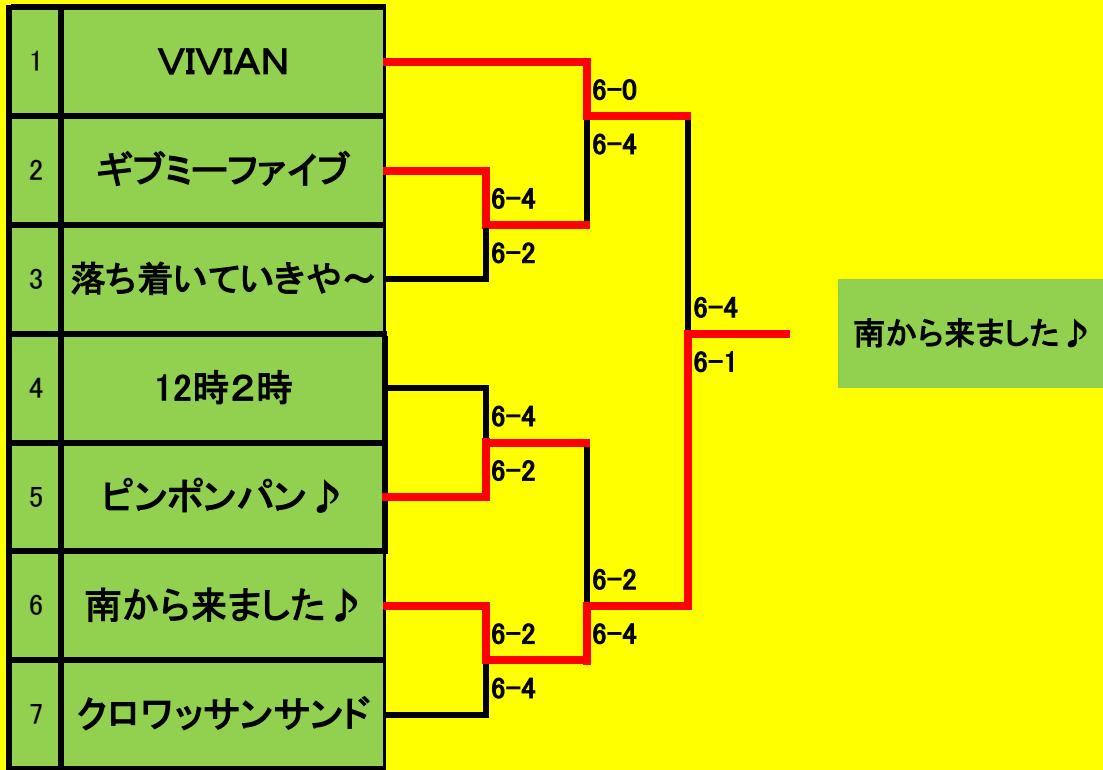 1 VIVIAN
6-0
6-4
2 ギブミーファイブ
6-4
6-2
3 落ち着いていきや～
6-4
6-1
南から来ました♪
4 12時２時
6-4
6-2
5 ピンポンパン♪
6-2
6-4
6 南から来ました♪
6-2
6-4
7 クロワッサンサンド